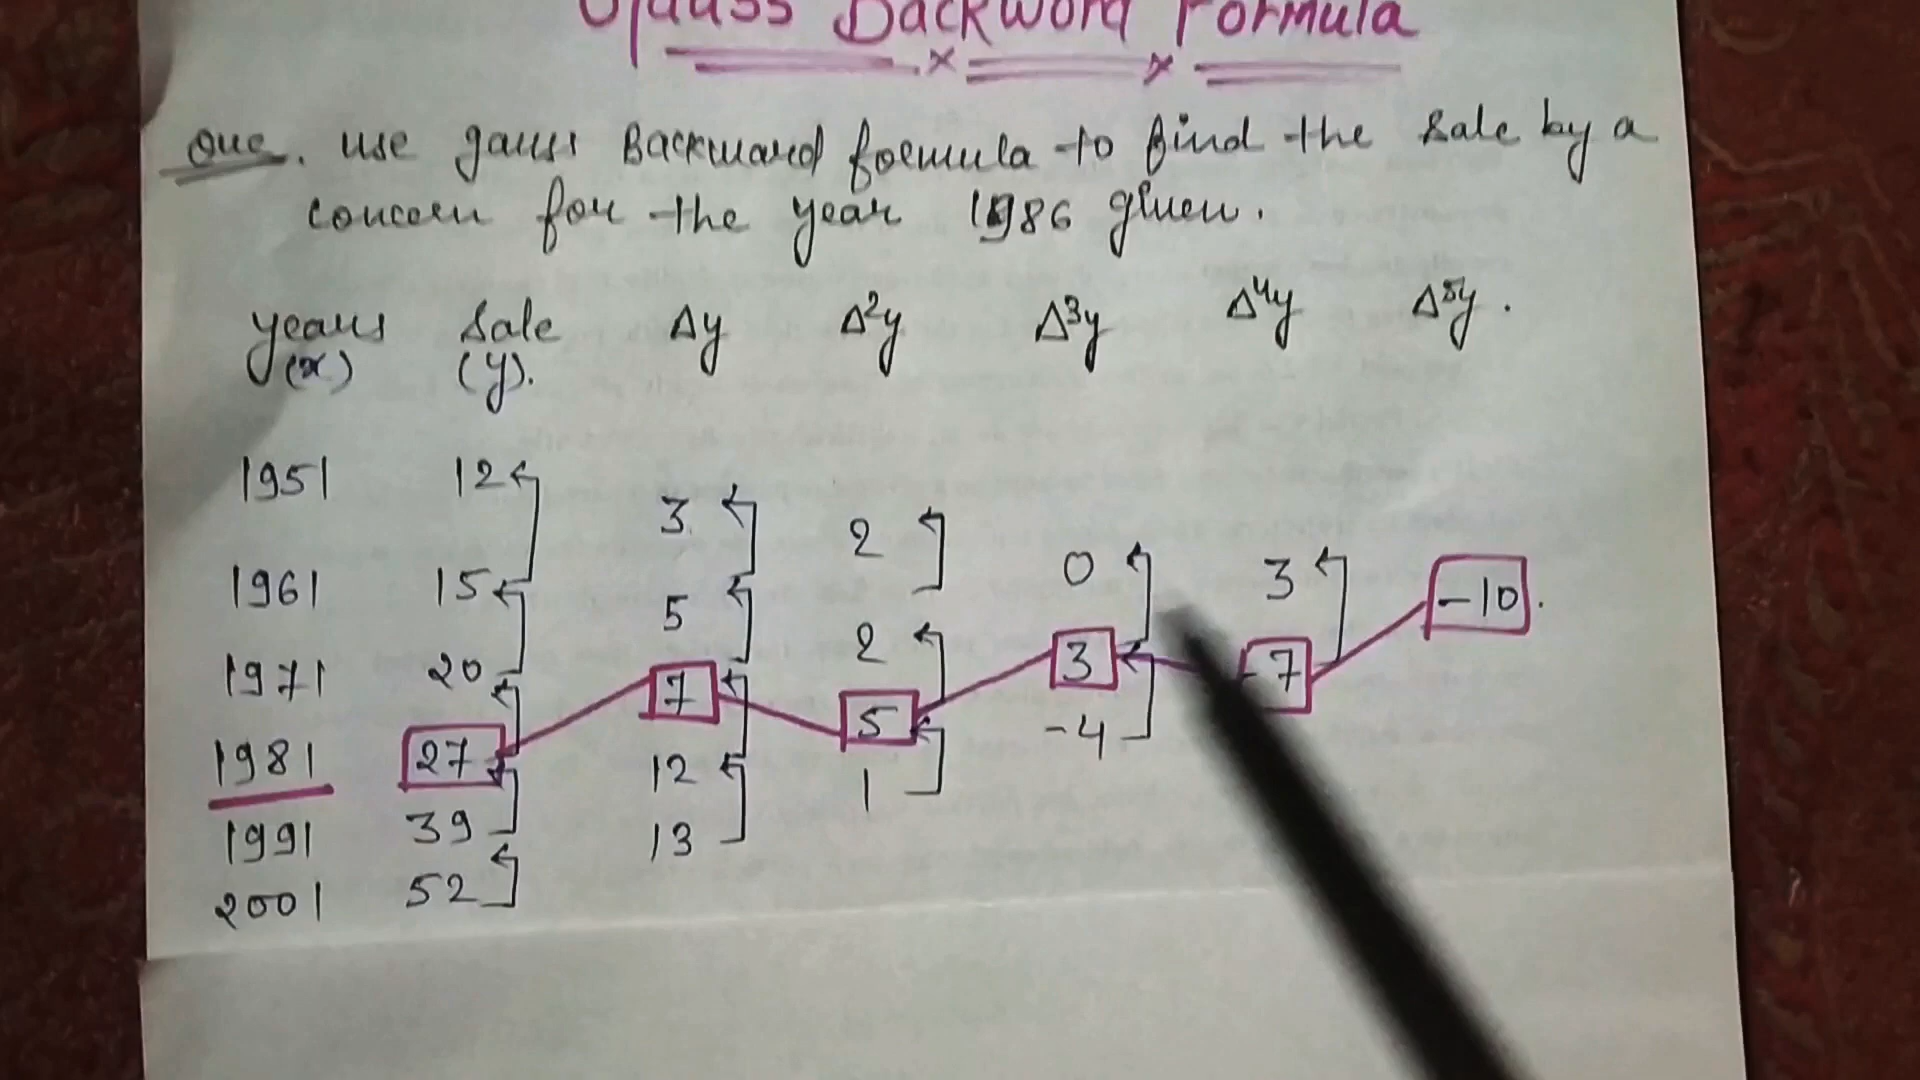 Gauss Backword Formula
Que. use gauss Backward formula to find the sale by a
concern for the year 1986 given.
years sale Δy Δ²y Δ³y Δ⁴y Δ⁵y.
(x) (y).
1951 12
3 2
1961 15 5 0 3 -10.
1971 20 7 2 3 -7
1981 27 12 5 -4
1991 39 13 1
2001 52